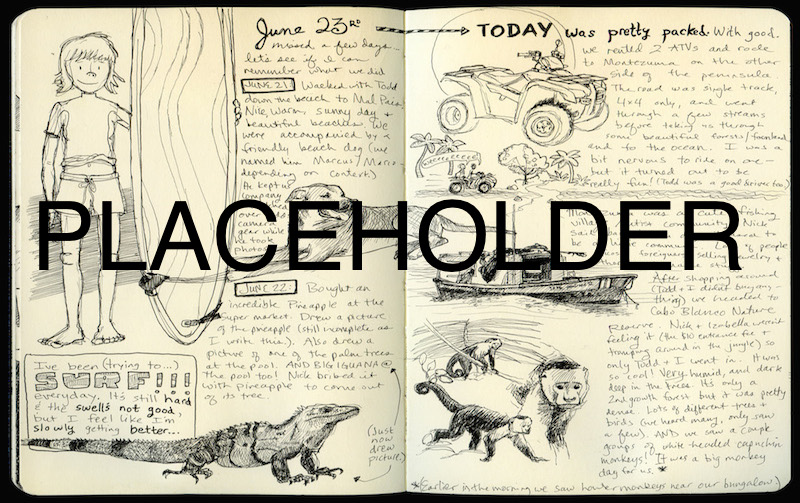 June 23RD
missed a few days...
let's see if I can
remember what we did
JUNE 21: Walked with Todd
down the beach to Mal Pais.
Nice, warm, sunny day &
beautiful beaches. We
were accompanied by a
friendly beach dog (we
named him Marcus/Marco-
depending on context)
He kept us
company
over
camera
gear while
he took
photos
PLACEHOLDER
JUNE 22: Bought an
incredible Pineapple at the
super market. Drew a picture
of the pineapple (still incomplete as
I write this). Also drew a
picture of one of the palm trees
at the pool. AND BIG IGUANA @
the pool too! Nick bribed it
with pineapple to come out
of its tree.
I've been (trying to...)
SURF!!!
everyday. It's still hard
& the swells not good,
but I feel like I'm
slowly getting better...
(Just
now
drew
picture.)
TODAY was pretty packed. With good.
we rented 2 ATVs and rode
to Montezuma on the other
side of the peninsula.
The road was single track,
4x4 only, and went
through a few streams
before taking us through
some beautiful forests/farmland
and to the ocean. I was a
bit nervous to ride on one—
but it turned out to be
really fun! (Todd was a good driver too)
Montezuma was a cute fishing
community. Nick
said
be a community. of people
foreigners selling jewelry &
After shopping around
(Todd & I didn't buy any-
thing) we headed to
Cabo Blanco Nature
Reserve. Nick & Izabella weren't
feeling it (the $10 entrance fee &
tromping around in the jungle) so
only Todd & I went in. It was
so cool! Very humid, and dark
deep in the trees. It's only a
2nd growth forest but it was pretty
dense. Lots of different trees &
birds (we heard many, only saw
a few). AND we saw a couple
groups of white-headed capuchin
monkeys! It was a big monkey
day for us. *
*(Earlier in the morning we saw howler monkeys near our bungalow.)